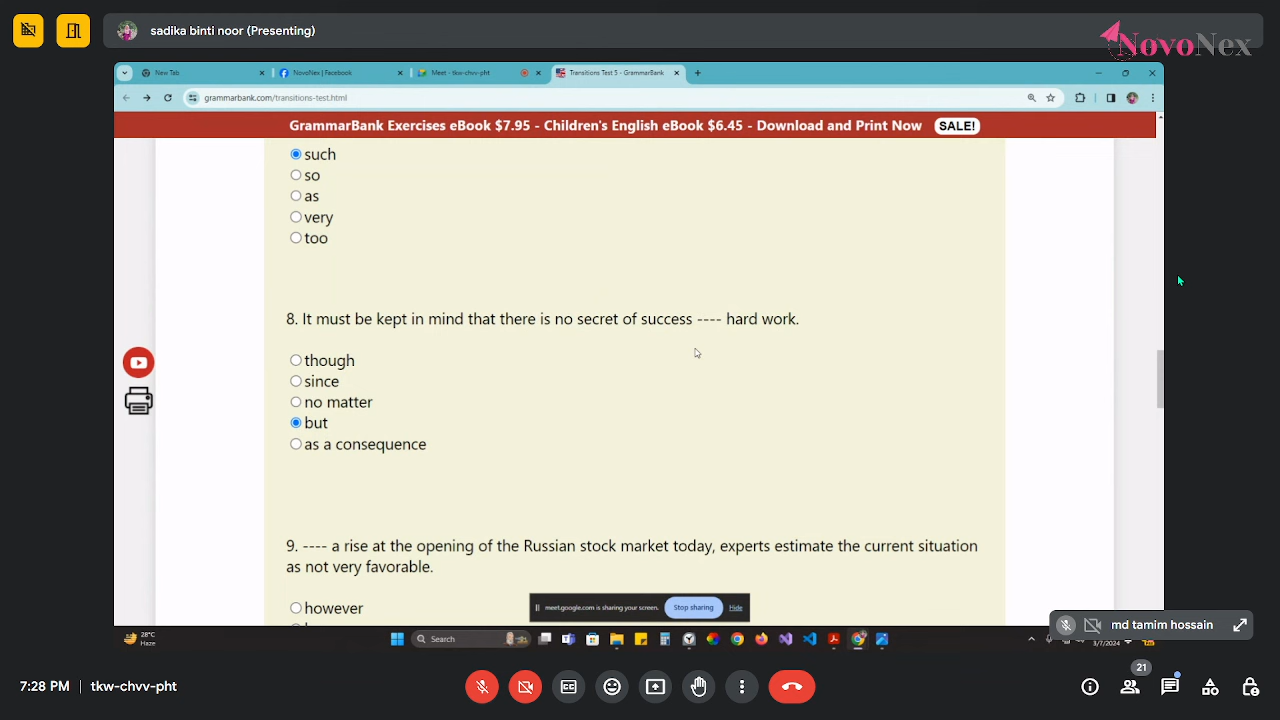 sadika binti noor (Presenting)
NovoNex
New Tab
NovoNex | Facebook
Meet - tkw-chvv-pht
Transitions Test 5 - GrammarBank
grammarbank.com/transitions-test.html
GrammarBank Exercises eBook $7.95 - Children's English eBook $6.45 - Download and Print Now SALE!
such
so
as
very
too
8. It must be kept in mind that there is no secret of success ---- hard work.
though
since
no matter
but
as a consequence
9. ---- a rise at the opening of the Russian stock market today, experts estimate the current situation
as not very favorable.
however
meet.google.com is sharing your screen.
Stop sharing
Hide
md tamim hossain
28°C
Haze
Search
3/7/2024
7:28 PM
tkw-chvv-pht
21